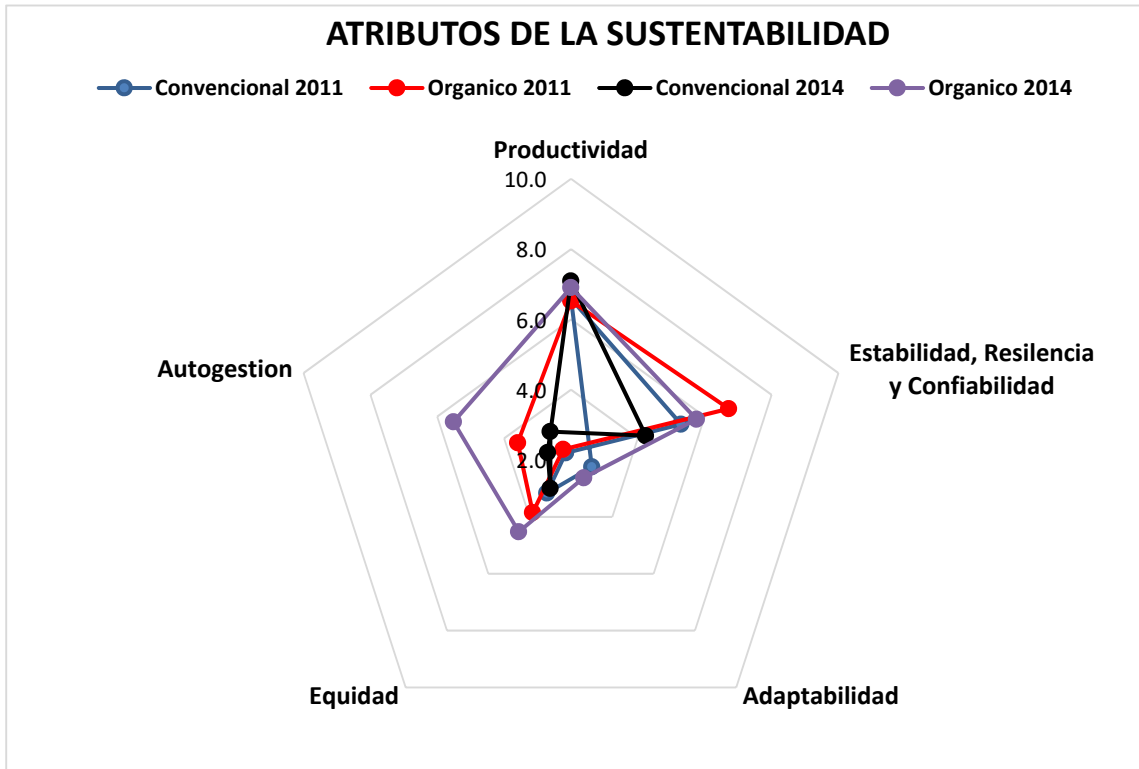 ATRIBUTOS DE LA SUSTENTABILIDAD
Convencional 2011 Organico 2011 Convencional 2014 Organico 2014
Productividad
10.0
8.0
6.0
4.0
2.0
Estabilidad, Resilencia
y Confiabilidad
Adaptabilidad
Equidad
Autogestion